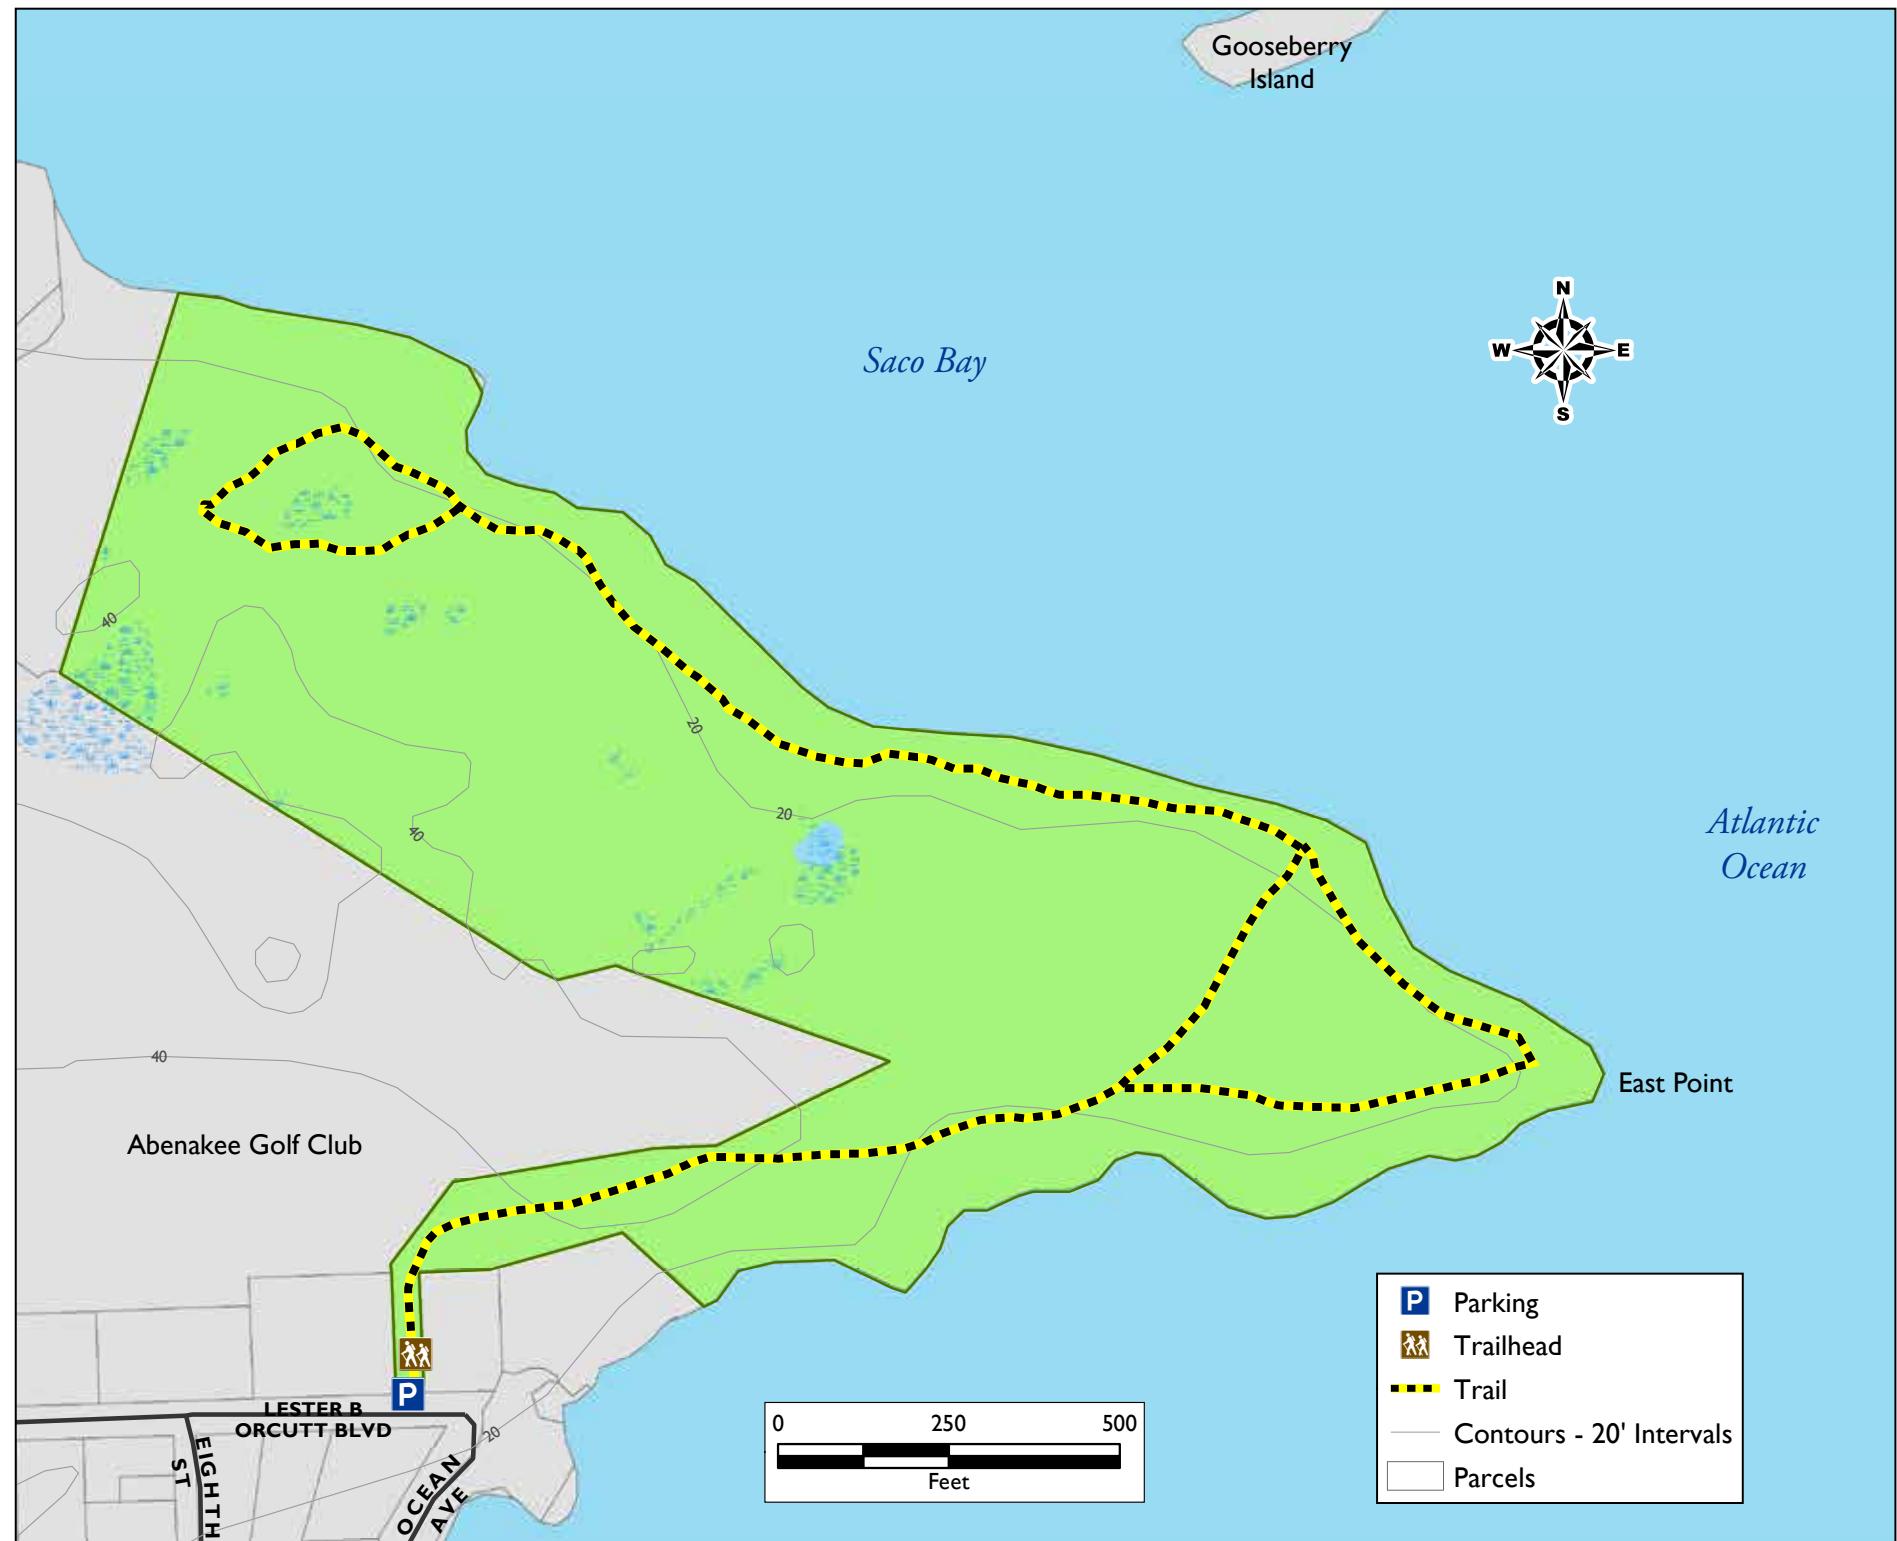 Gooseberry
Island
N
W
E
S
Saco Bay
40
20
20
40
Atlantic
Ocean
40
East Point
Abenakee Golf Club
P
LESTER B
ORCUTT BLVD
EIGHTH
ST
OCEAN
AVE
20
0 250 500
Feet
P Parking
Trailhead
Trail
Contours - 20' Intervals
Parcels